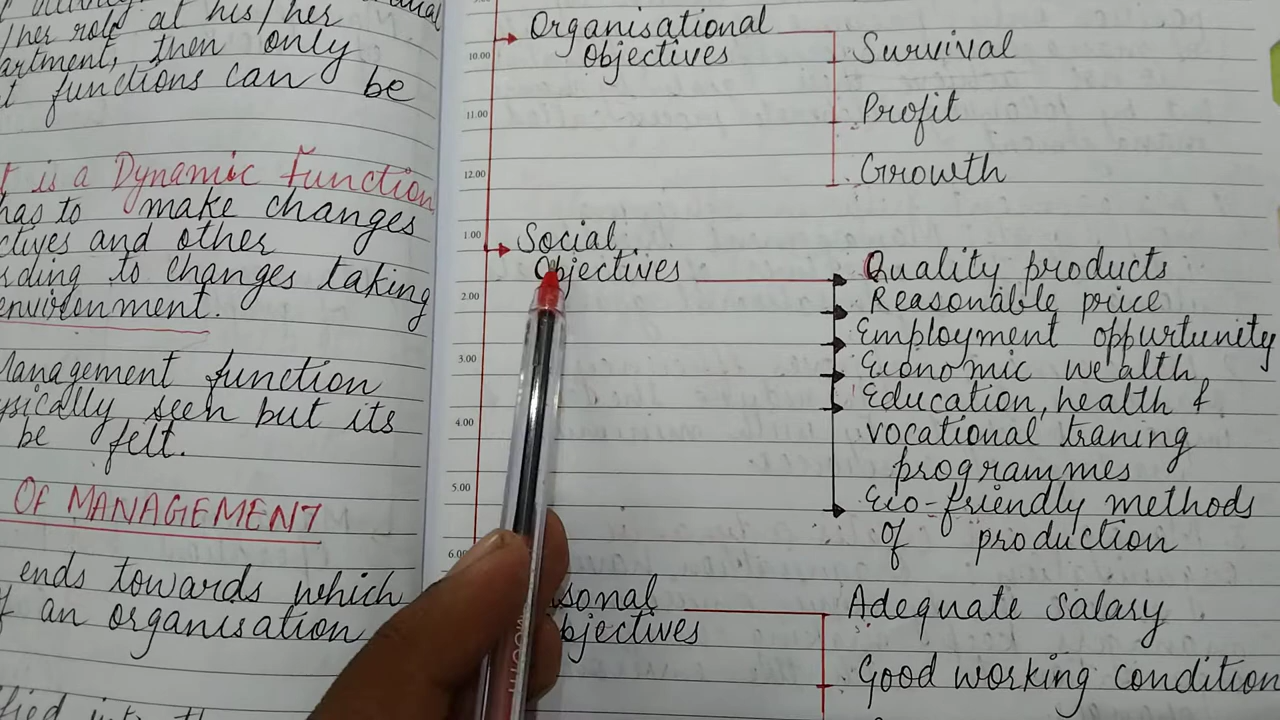 /her role at his/her
artment, then only
t functions can be
t is a Dynamic Function
has to make changes
ctives and other
rding to changes taking
environment.
Management function
ysically seen but its
be felt.
OF MANAGEMENT
ends towards which
f an organisation
10.00
11.00
12.00
1.00
2.00
3.00
4.00
5.00
6.00
Organisational
Objectives
Survival
Profit
Growth
Social
Objectives
Quality products
Reasonable price
Employment oppurtunity
Economic wealth
Education, health &
vocational traning
programmes
Eco-friendly methods
of production
sonal
bjectives
Adequate Salary
Good working condition